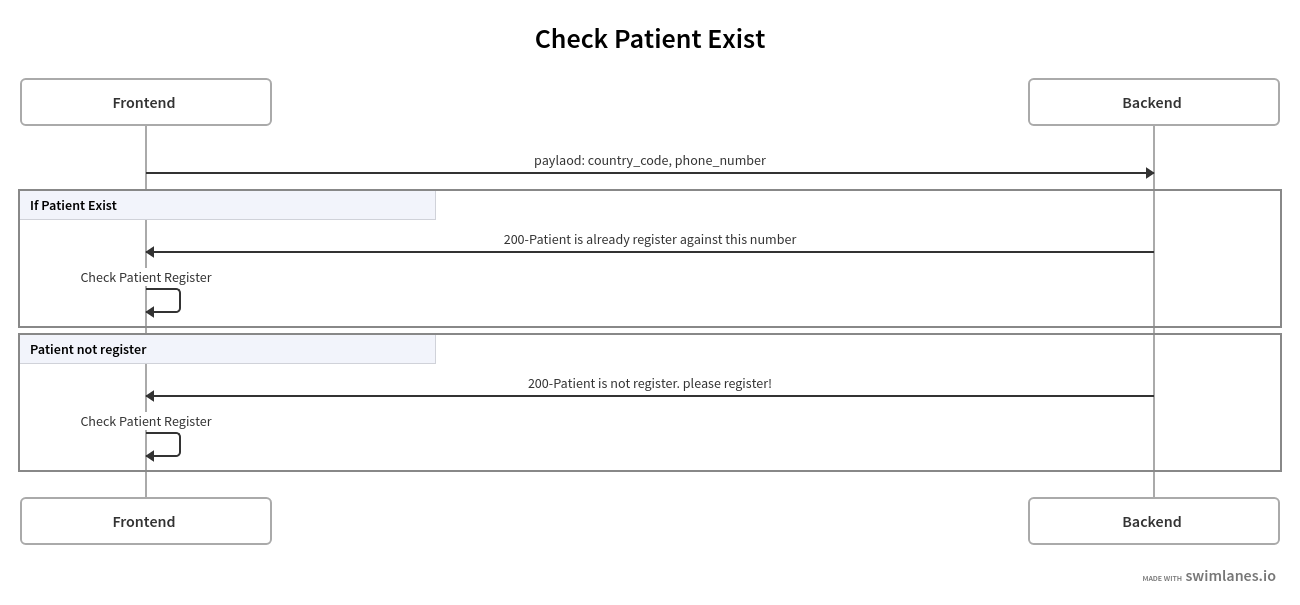 Check Patient Exist
Frontend
Backend
paylaod: country_code, phone_number
If Patient Exist
200-Patient is already register against this number
Check Patient Register
Patient not register
200-Patient is not register. please register!
Check Patient Register
Frontend
Backend
MADE WITH swimlanes.io